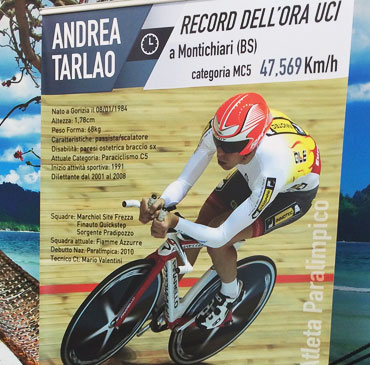 ANDREA
TARLAO
RECORD DELL'ORA UCI
a Montichiari (BS)
categoria MC5 47,569 Km/h
Nato a Gorizia il 08/01/1984
Altezza: 1,78cm
Peso Forma: 68kg
Caratteristiche: passista/scalatore
Disabilità: paresi ostetrica braccio sx
Attuale Categoria: Paraciclismo C5
Inizio attività sportiva: 1991
Dilettante dal 2001 al 2008
Squadre: Marchiol Site Frezza
Finauto Quickstep
Sorgente Pradipozzo
Squadra attuale: Fiamme Azzurre
Debutto Naz. Paralimpica: 2010
Tecnico Ct: Mario Valentini
Atleta Paralimpico